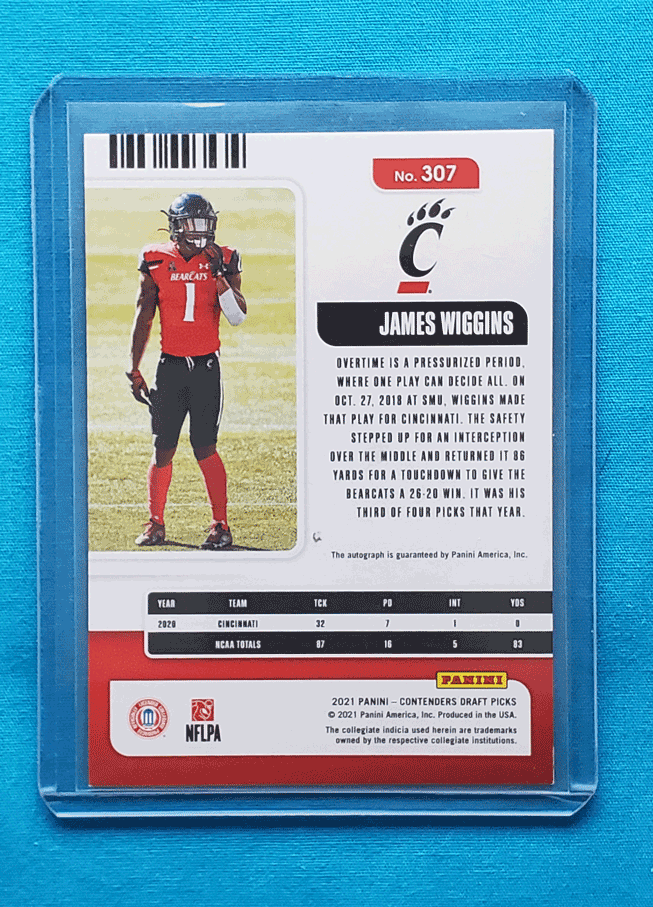 No. 307
C
BEARCATS
1
C
JAMES WIGGINS
OVERTIME IS A PRESSURIZED PERIOD,
WHERE ONE PLAY CAN DECIDE ALL. ON
OCT. 27, 2018 AT SMU, WIGGINS MADE
THAT PLAY FOR CINCINNATI. THE SAFETY
STEPPED UP FOR AN INTERCEPTION
OVER THE MIDDLE AND RETURNED IT 86
YARDS FOR A TOUCHDOWN TO GIVE THE
BEARCATS A 26-20 WIN. IT WAS HIS
THIRD OF FOUR PICKS THAT YEAR.
The autograph is guaranteed by Panini America, Inc.
YEAR TEAM TCK PD INT YDS
2020 CINCINNATI 32 7 1 0
NCAA TOTALS 87 16 5 93
PANINI
2021 PANINI – CONTENDERS DRAFT PICKS
© 2021 Panini America, Inc. Produced in the USA.
The collegiate indicia used herein are trademarks
owned by the respective collegiate institutions.
NFLPA